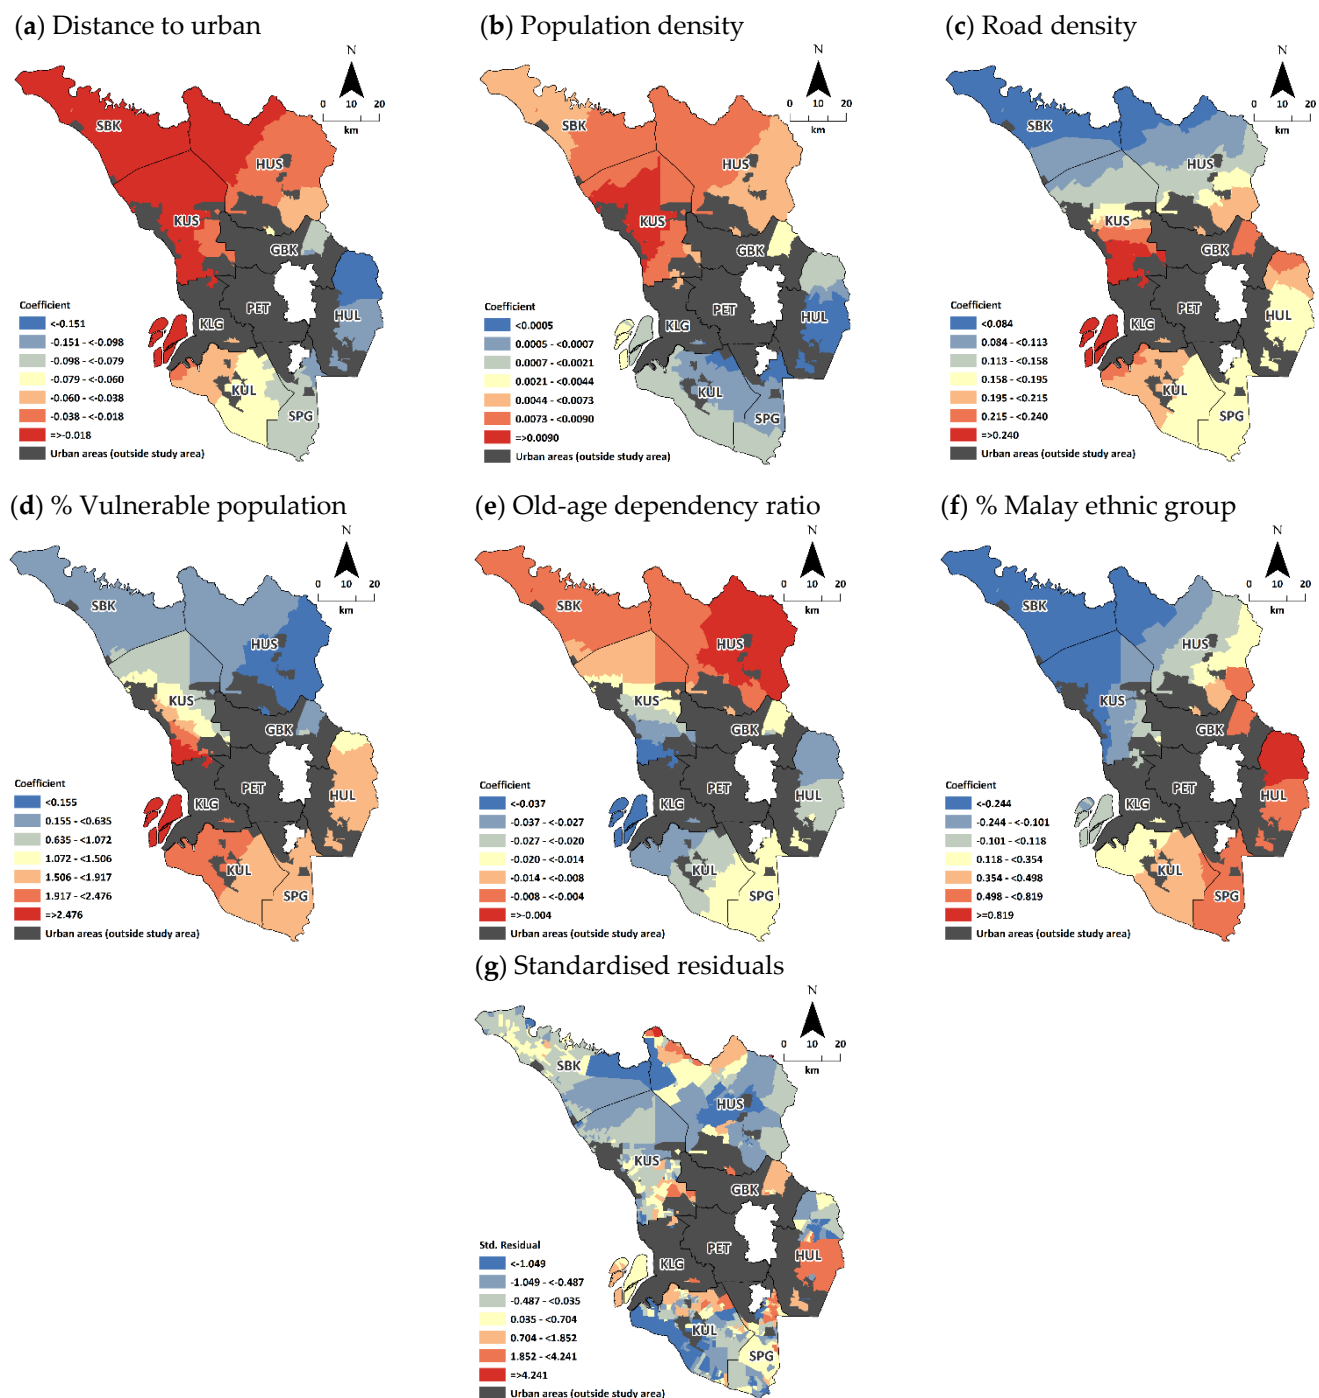 (a) Distance to urban
N
0 10 20
km
SBK
HUS
KUS
GBK
PET
KLG
HUL
KUL
SPG
Coefficient
<-0.151
-0.151 - <-0.098
-0.098 - <-0.079
-0.079 - <-0.060
-0.060 - <-0.038
-0.038 - <-0.018
=>-0.018
Urban areas (outside study area)
(b) Population density
N
0 10 20
km
SBK
HUS
KUS
GBK
PET
KLG
HUL
KUL
SPG
Coefficient
<0.0005
0.0005 - <0.0007
0.0007 - <0.0021
0.0021 - <0.0044
0.0044 - <0.0073
0.0073 - <0.0090
=>0.0090
Urban areas (outside study area)
(c) Road density
N
0 10 20
km
SBK
HUS
KUS
GBK
PET
KLG
HUL
KUL
SPG
Coefficient
<0.084
0.084 - <0.113
0.113 - <0.158
0.158 - <0.195
0.195 - <0.215
0.215 - <0.240
=>0.240
Urban areas (outside study area)
(d) % Vulnerable population
N
0 10 20
km
SBK
HUS
KUS
GBK
PET
KLG
HUL
KUL
SPG
Coefficient
<0.155
0.155 - <0.635
0.635 - <1.072
1.072 - <1.506
1.506 - <1.917
1.917 - <2.476
=>2.476
Urban areas (outside study area)
(e) Old-age dependency ratio
N
0 10 20
km
SBK
HUS
KUS
GBK
PET
KLG
HUL
KUL
SPG
Coefficient
<-0.037
-0.037 - <-0.027
-0.027 - <-0.020
-0.020 - <-0.014
-0.014 - <-0.008
-0.008 - <-0.004
=>-0.004
Urban areas (outside study area)
(f) % Malay ethnic group
N
0 10 20
km
SBK
HUS
KUS
GBK
PET
KLG
HUL
KUL
SPG
Coefficient
<-0.244
-0.244 - <-0.101
-0.101 - <-0.118
0.118 - <0.354
0.354 - <0.498
0.498 - <0.819
>=0.819
Urban areas (outside study area)
(g) Standardised residuals
N
0 10 20
km
SBK
HUS
KUS
GBK
PET
KLG
HUL
KUL
SPG
Std. Residual
<-1.049
-1.049 - <-0.487
-0.487 - <0.035
0.035 - <0.704
0.704 - <1.852
1.852 - <4.241
=>4.241
Urban areas (outside study area)